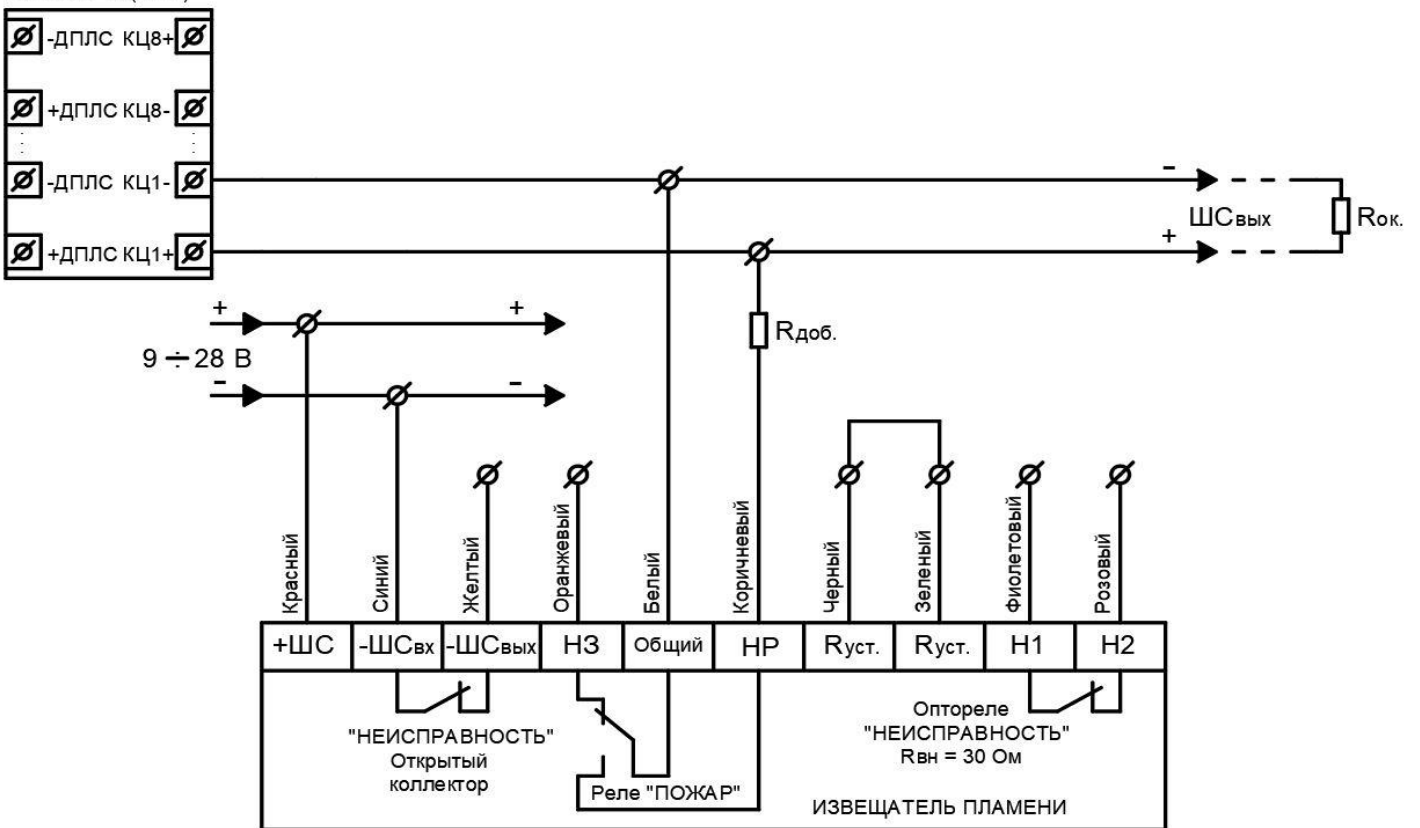 -ДПЛС КЦ8+
+ДПЛС КЦ8-
-ДПЛС КЦ1-
+ДПЛС КЦ1+
-
ШСвых
+
Rок.
+ +
9 ÷ 28 В
- -
Rдоб.
Красный
Синий
Желтый
Оранжевый
Белый
Коричневый
Черный
Зеленый
Фиолетовый
Розовый
+ШС -ШСвх -ШСвых НЗ Общий НР Rуст. Rуст. Н1 Н2
"НЕИСПРАВНОСТЬ"
Открытый
коллектор
Реле "ПОЖАР"
Оптореле
"НЕИСПРАВНОСТЬ"
Rвн = 30 Ом
ИЗВЕЩАТЕЛЬ ПЛАМЕНИ